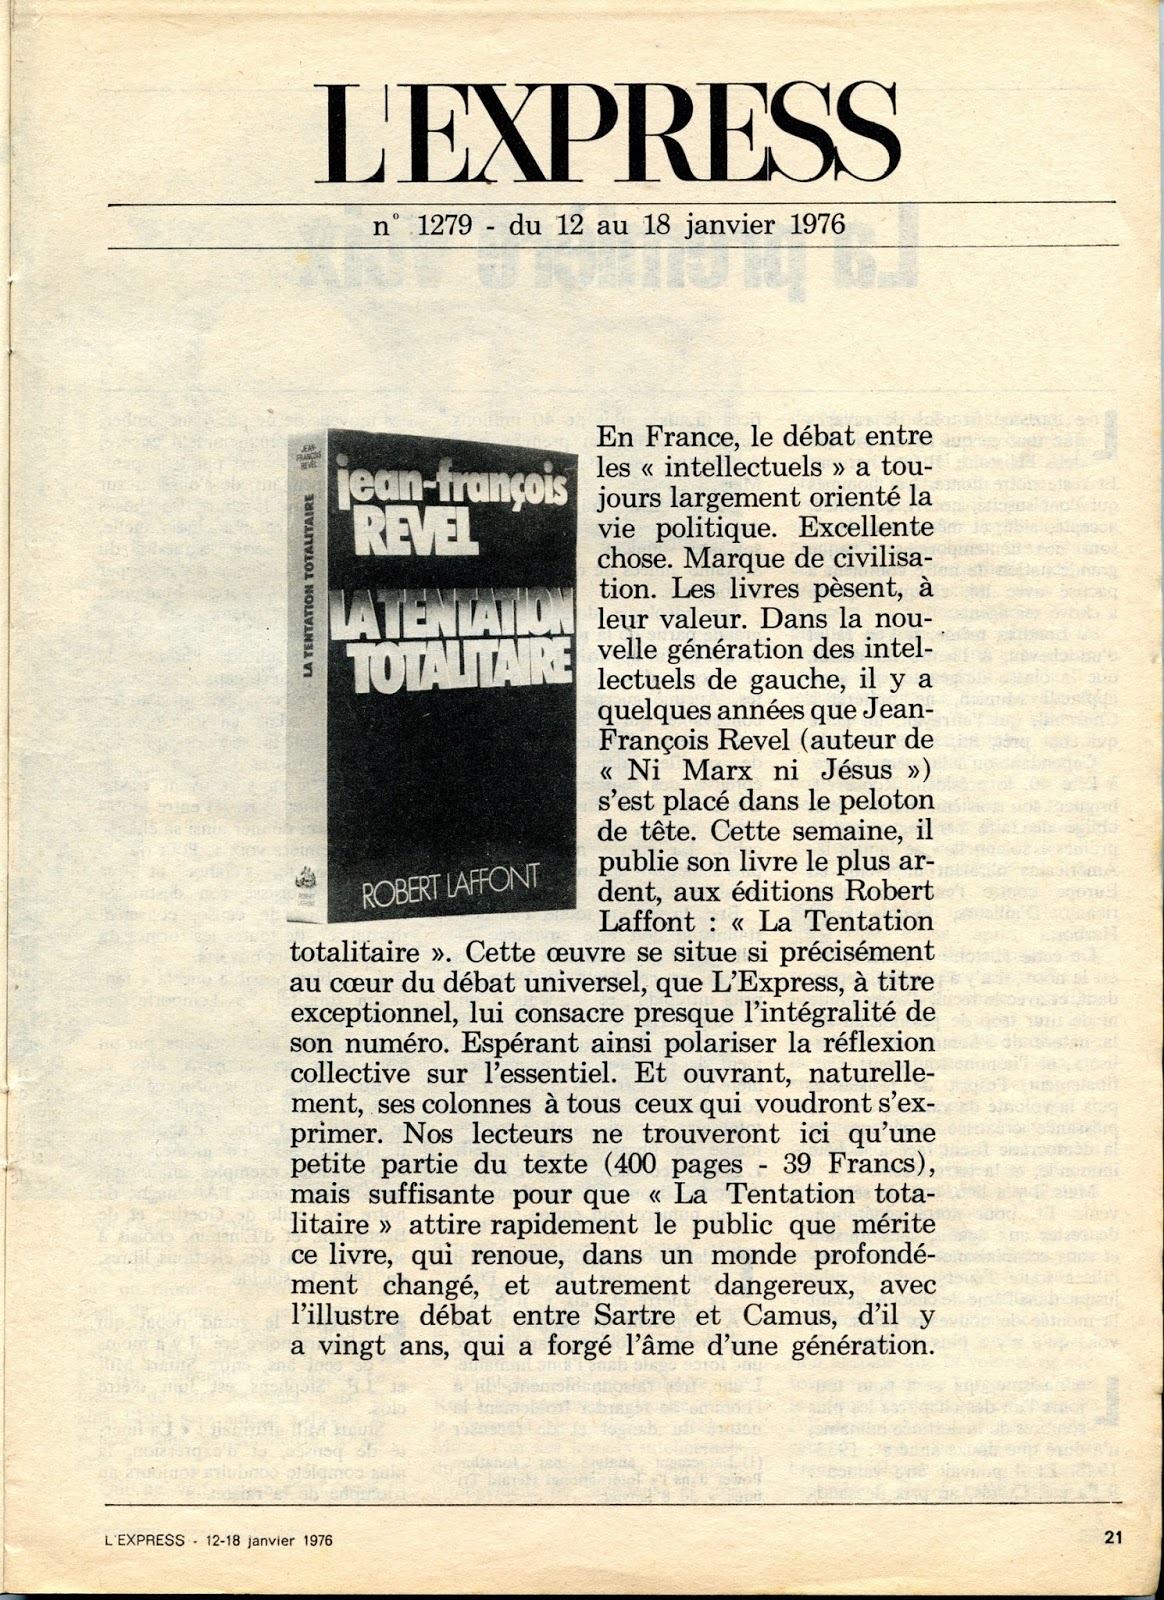 L'EXPRESS
n° 1279 - du 12 au 18 janvier 1976
JEAN-
FRANÇOIS
REVEL
LA TENTATION TOTALITAIRE
jean-françois
REVEL
LA TENTATION
TOTALITAIRE
ROBERT LAFFONT
En France, le débat entre
les « intellectuels » a tou-
jours largement orienté la
vie politique. Excellente
chose. Marque de civilisa-
tion. Les livres pèsent, à
leur valeur. Dans la nou-
velle génération des intel-
lectuels de gauche, il y a
quelques années que Jean-
François Revel (auteur de
« Ni Marx ni Jésus »)
s'est placé dans le peloton
de tête. Cette semaine, il
publie son livre le plus ar-
dent, aux éditions Robert
Laffont : « La Tentation
totalitaire ». Cette œuvre se situe si précisément
au cœur du débat universel, que L'Express, à titre
exceptionnel, lui consacre presque l'intégralité de
son numéro. Espérant ainsi polariser la réflexion
collective sur l'essentiel. Et ouvrant, naturelle-
ment, ses colonnes à tous ceux qui voudront s'ex-
primer. Nos lecteurs ne trouveront ici qu'une
petite partie du texte (400 pages - 39 Francs),
mais suffisante pour que « La Tentation tota-
litaire » attire rapidement le public que mérite
ce livre, qui renoue, dans un monde profondé-
ment changé, et autrement dangereux, avec
l'illustre débat entre Sartre et Camus, d'il y
a vingt ans, qui a forgé l'âme d'une génération.
L'EXPRESS - 12-18 janvier 1976
21